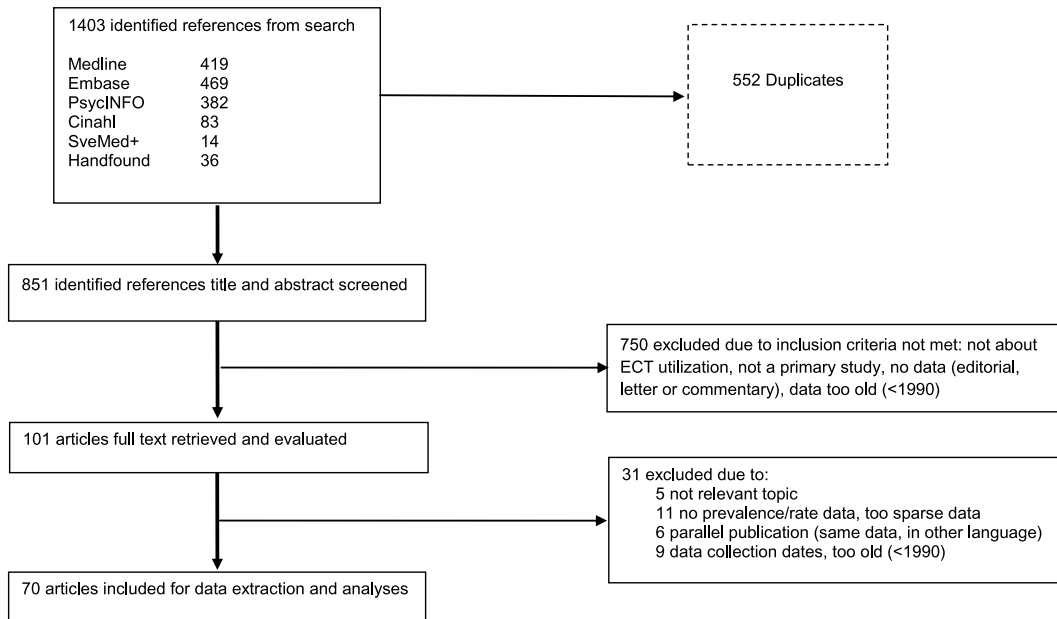 1403 identified references from search
Medline 419
Embase 469
PsycINFO 382
Cinahl 83
SveMed+ 14
Handfound 36
552 Duplicates
851 identified references title and abstract screened
750 excluded due to inclusion criteria not met: not about
ECT utilization, not a primary study, no data (editorial,
letter or commentary), data too old (<1990)
101 articles full text retrieved and evaluated
31 excluded due to:
5 not relevant topic
11 no prevalence/rate data, too sparse data
6 parallel publication (same data, in other language)
9 data collection dates, too old (<1990)
70 articles included for data extraction and analyses